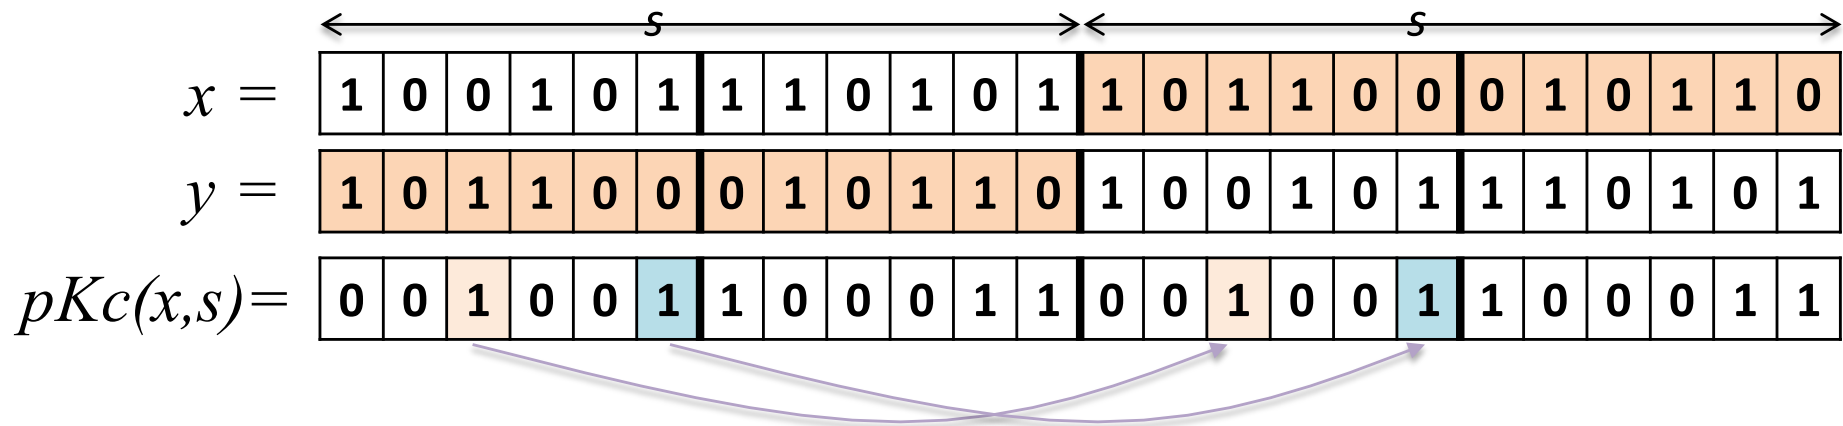 s s
x = 1 0 0 1 0 1 1 1 0 1 0 1 1 0 1 1 0 0 0 1 0 1 1 0
y = 1 0 1 1 0 0 0 1 0 1 1 0 1 0 0 1 0 1 1 1 0 1 0 1
pKc(x,s)= 0 0 1 0 0 1 1 0 0 0 1 1 0 0 1 0 0 1 1 0 0 0 1 1